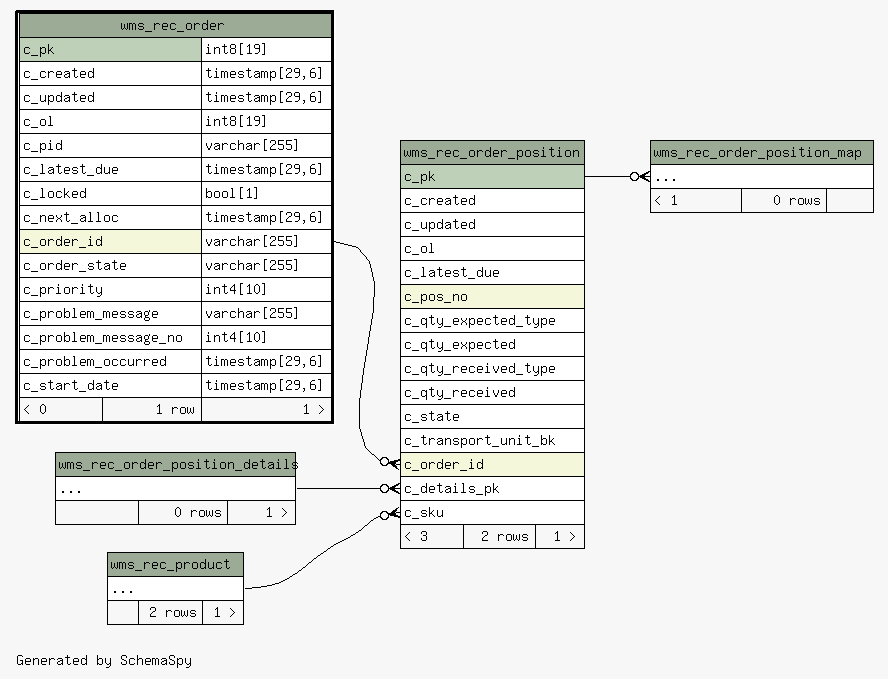 wms_rec_order
c_pk int8[19]
c_created timestamp[29,6]
c_updated timestamp[29,6]
c_ol int8[19]
c_pid varchar[255]
c_latest_due timestamp[29,6]
c_locked bool[1]
c_next_alloc timestamp[29,6]
c_order_id varchar[255]
c_order_state varchar[255]
c_priority int4[10]
c_problem_message varchar[255]
c_problem_message_no int4[10]
c_problem_occurred timestamp[29,6]
c_start_date timestamp[29,6]
< 0 1 row 1 >
wms_rec_order_position_details
...
0 rows 1 >
wms_rec_product
...
2 rows 1 >
wms_rec_order_position
c_pk
c_created
c_updated
c_ol
c_latest_due
c_pos_no
c_qty_expected_type
c_qty_expected
c_qty_received_type
c_qty_received
c_state
c_transport_unit_bk
c_order_id
c_details_pk
c_sku
< 3 2 rows 1 >
wms_rec_order_position_map
...
< 1 0 rows
Generated by SchemaSpy